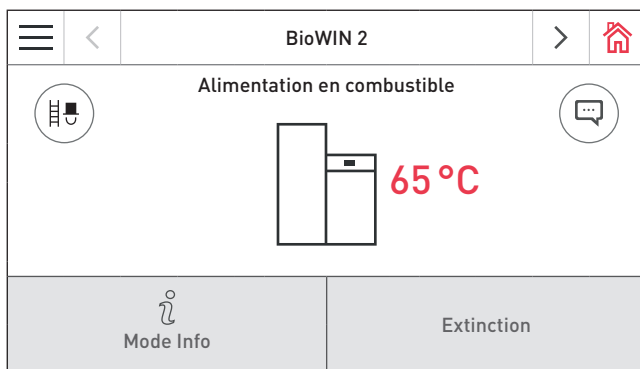 BioWIN 2
Alimentation en combustible
65 °C
Mode Info
Extinction